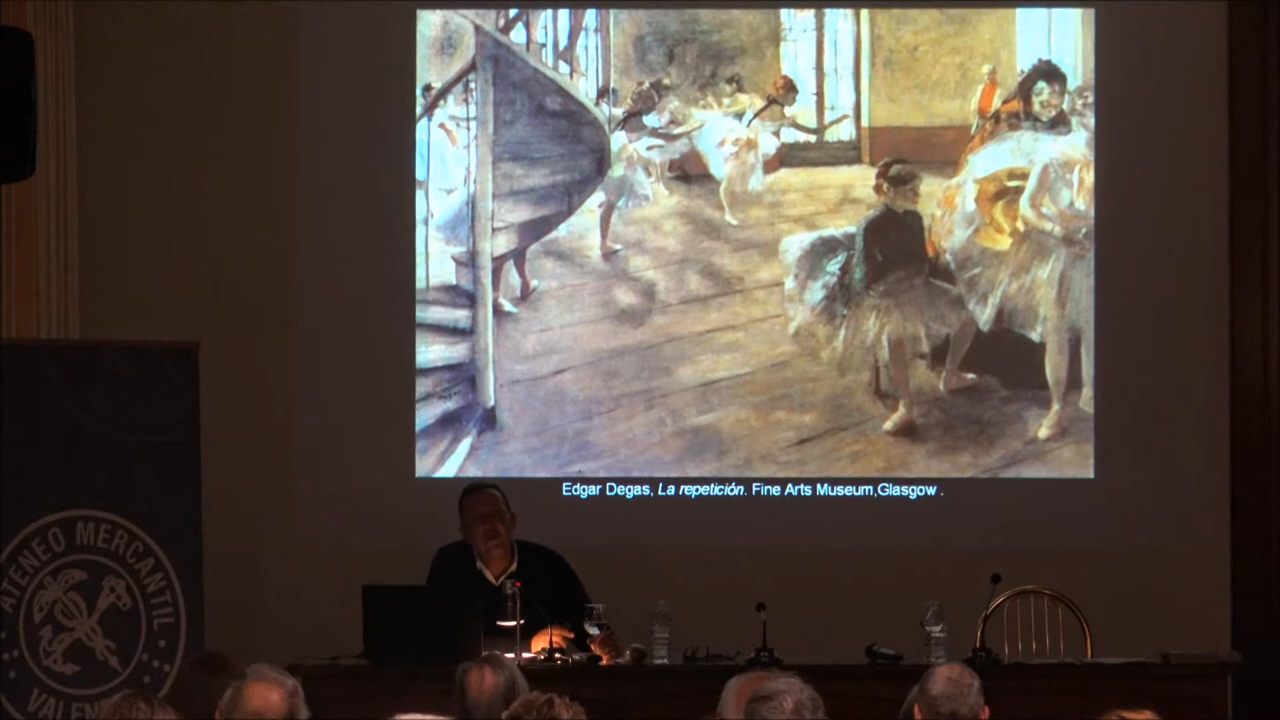 Edgar Degas, La repetición. Fine Arts Museum,Glasgow .
ATENEO MERCANTIL
VALEN